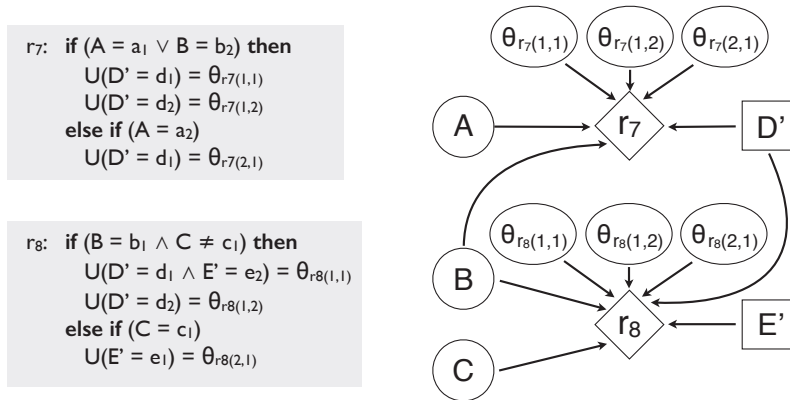 r₇: if (A = a₁ ∨ B = b₂) then
U(D’ = d₁) = θr₇(1,1)
U(D’ = d₂) = θr₇(1,2)
else if (A = a₂)
U(D’ = d₁) = θr₇(2,1)
r₈: if (B = b₁ ∧ C ≠ c₁) then
U(D’ = d₁ ∧ E’ = e₂) = θr₈(1,1)
U(D’ = d₂) = θr₈(1,2)
else if (C = c₁)
U(E’ = e₁) = θr₈(2,1)
θr₇(1,1) θr₇(1,2) θr₇(2,1)
A r₇ D'
θr₈(1,1) θr₈(1,2) θr₈(2,1)
B
r₈ E'
C